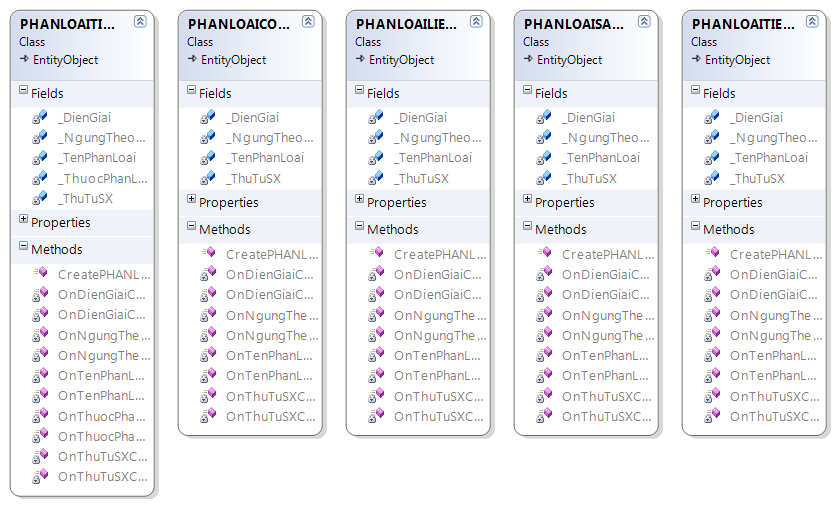 PHANLOAITI...
Class
EntityObject
Fields
_DienGiai
_NgungTheo...
_TenPhanLoai
_ThuocPhanL...
_ThuTuSX
Properties
Methods
CreatePHANL...
OnDienGiaiC...
OnDienGiaiC...
OnNgungThe...
OnNgungThe...
OnTenPhanL...
OnTenPhanL...
OnThuocPha...
OnThuocPha...
OnThuTuSXC...
OnThuTuSXC...
PHANLOAICO...
Class
EntityObject
Fields
_DienGiai
_NgungTheo...
_TenPhanLoai
_ThuTuSX
Properties
Methods
CreatePHANL...
OnDienGiaiC...
OnDienGiaiC...
OnNgungThe...
OnNgungThe...
OnTenPhanL...
OnTenPhanL...
OnThuTuSXC...
OnThuTuSXC...
PHANLOAILIE...
Class
EntityObject
Fields
_DienGiai
_NgungTheo...
_TenPhanLoai
_ThuTuSX
Properties
Methods
CreatePHANL...
OnDienGiaiC...
OnDienGiaiC...
OnNgungThe...
OnNgungThe...
OnTenPhanL...
OnTenPhanL...
OnThuTuSXC...
OnThuTuSXC...
PHANLOAISA...
Class
EntityObject
Fields
_DienGiai
_NgungTheo...
_TenPhanLoai
_ThuTuSX
Properties
Methods
CreatePHANL...
OnDienGiaiC...
OnDienGiaiC...
OnNgungThe...
OnNgungThe...
OnTenPhanL...
OnTenPhanL...
OnThuTuSXC...
OnThuTuSXC...
PHANLOAITIE...
Class
EntityObject
Fields
_DienGiai
_NgungTheo...
_TenPhanLoai
_ThuTuSX
Properties
Methods
CreatePHANL...
OnDienGiaiC...
OnDienGiaiC...
OnNgungThe...
OnNgungThe...
OnTenPhanL...
OnTenPhanL...
OnThuTuSXC...
OnThuTuSXC...